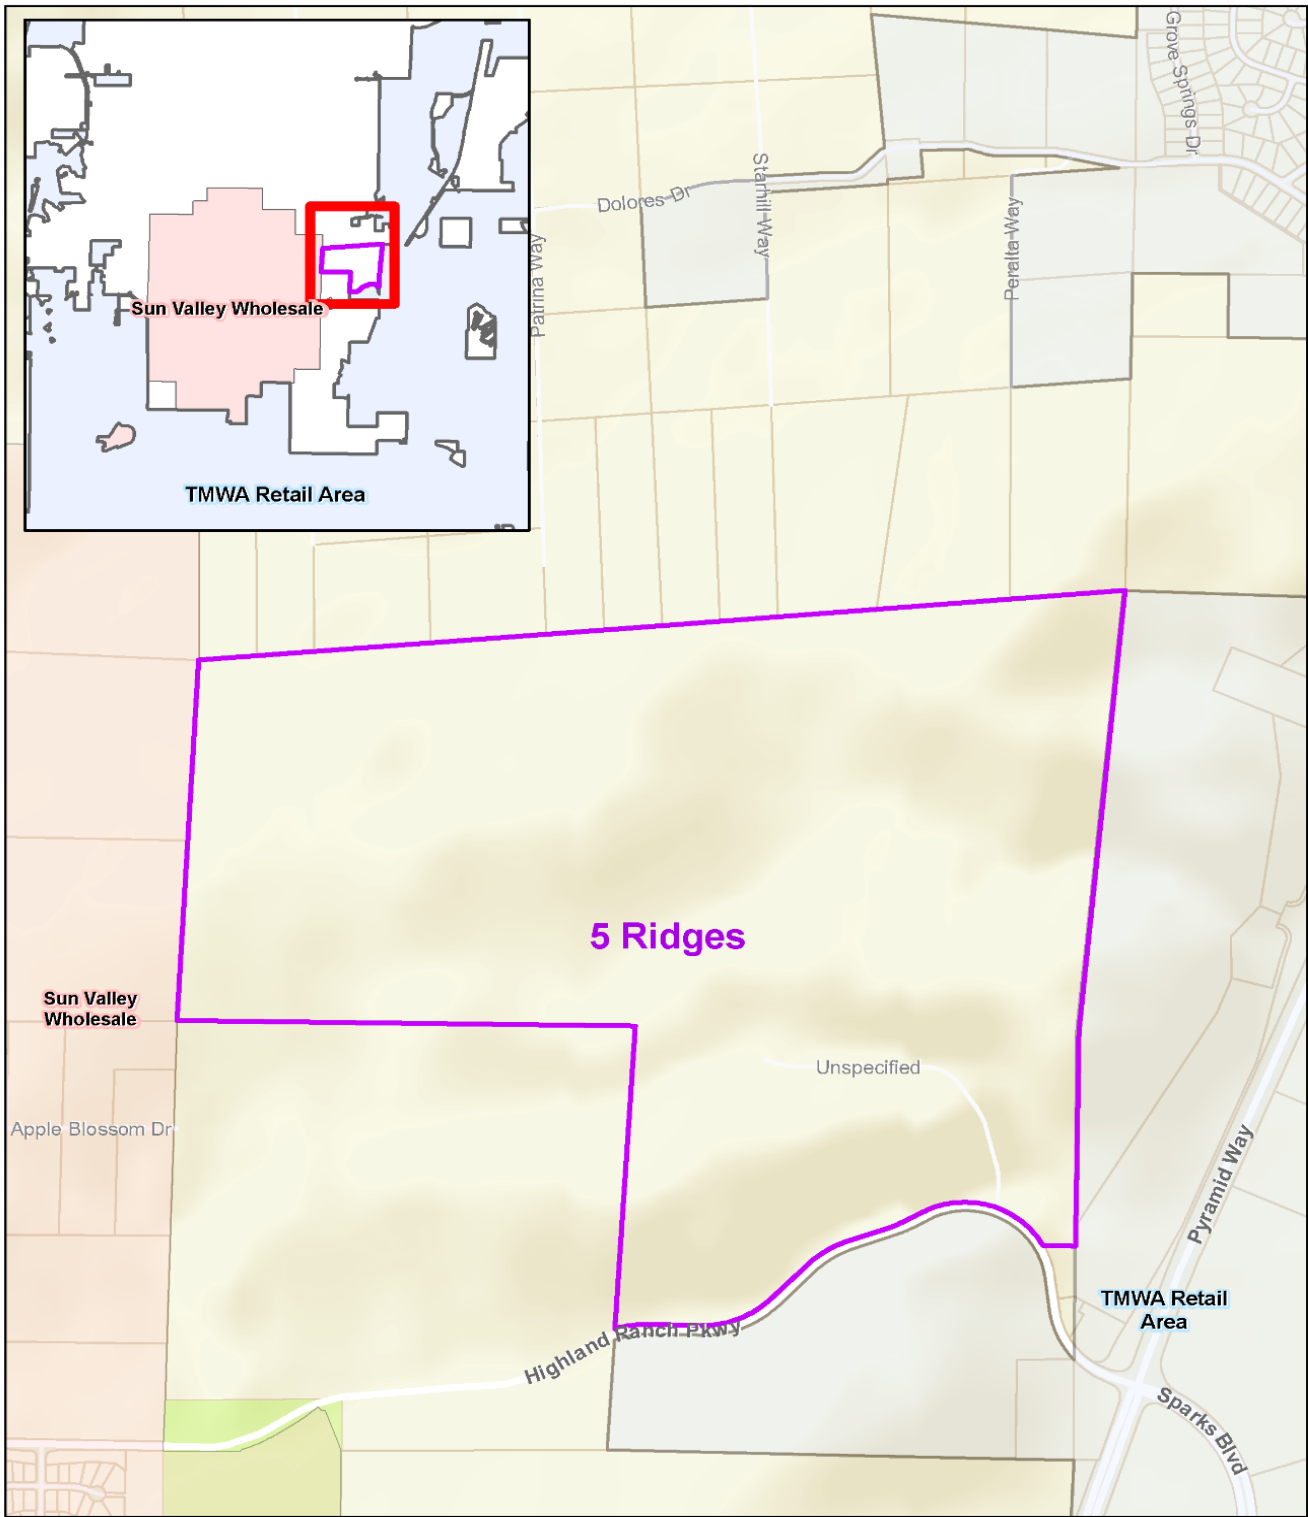 Sun Valley Wholesale
TMWA Retail Area
Grove Springs Dr
Dolores Dr
Starhill Way
Patrina Way
Peralta Way
5 Ridges
Sun Valley
Wholesale
Unspecified
Apple Blossom Dr
Pyramid Way
TMWA Retail
Area
Highland Ranch Pkwy
Sparks Blvd